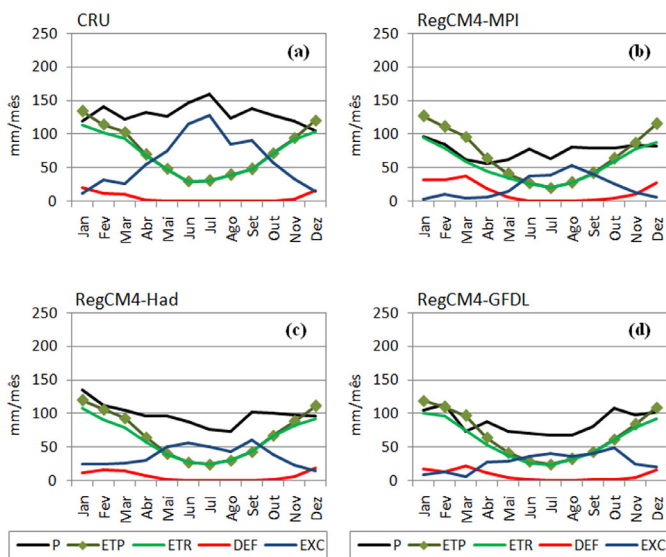 CRU
RegCM4-MPI
250
200
150
100
50
0
mm/mês
(a)
Jan Fev Mar Abr Mai Jun Jul Ago Set Out Nov Dez
250
200
150
100
50
0
(b)
Jan Fev Mar Abr Mai Jun Jul Ago Set Out Nov Dez
RegCM4-Had
RegCM4-GFDL
250
200
150
100
50
0
mm/mês
(c)
Jan Fev Mar Abr Mai Jun Jul Ago Set Out Nov Dez
250
200
150
100
50
0
(d)
Jan Fev Mar Abr Mai Jun Jul Ago Set Out Nov Dez
P ETP ETR DEF EXC
P ETP ETR DEF EXC